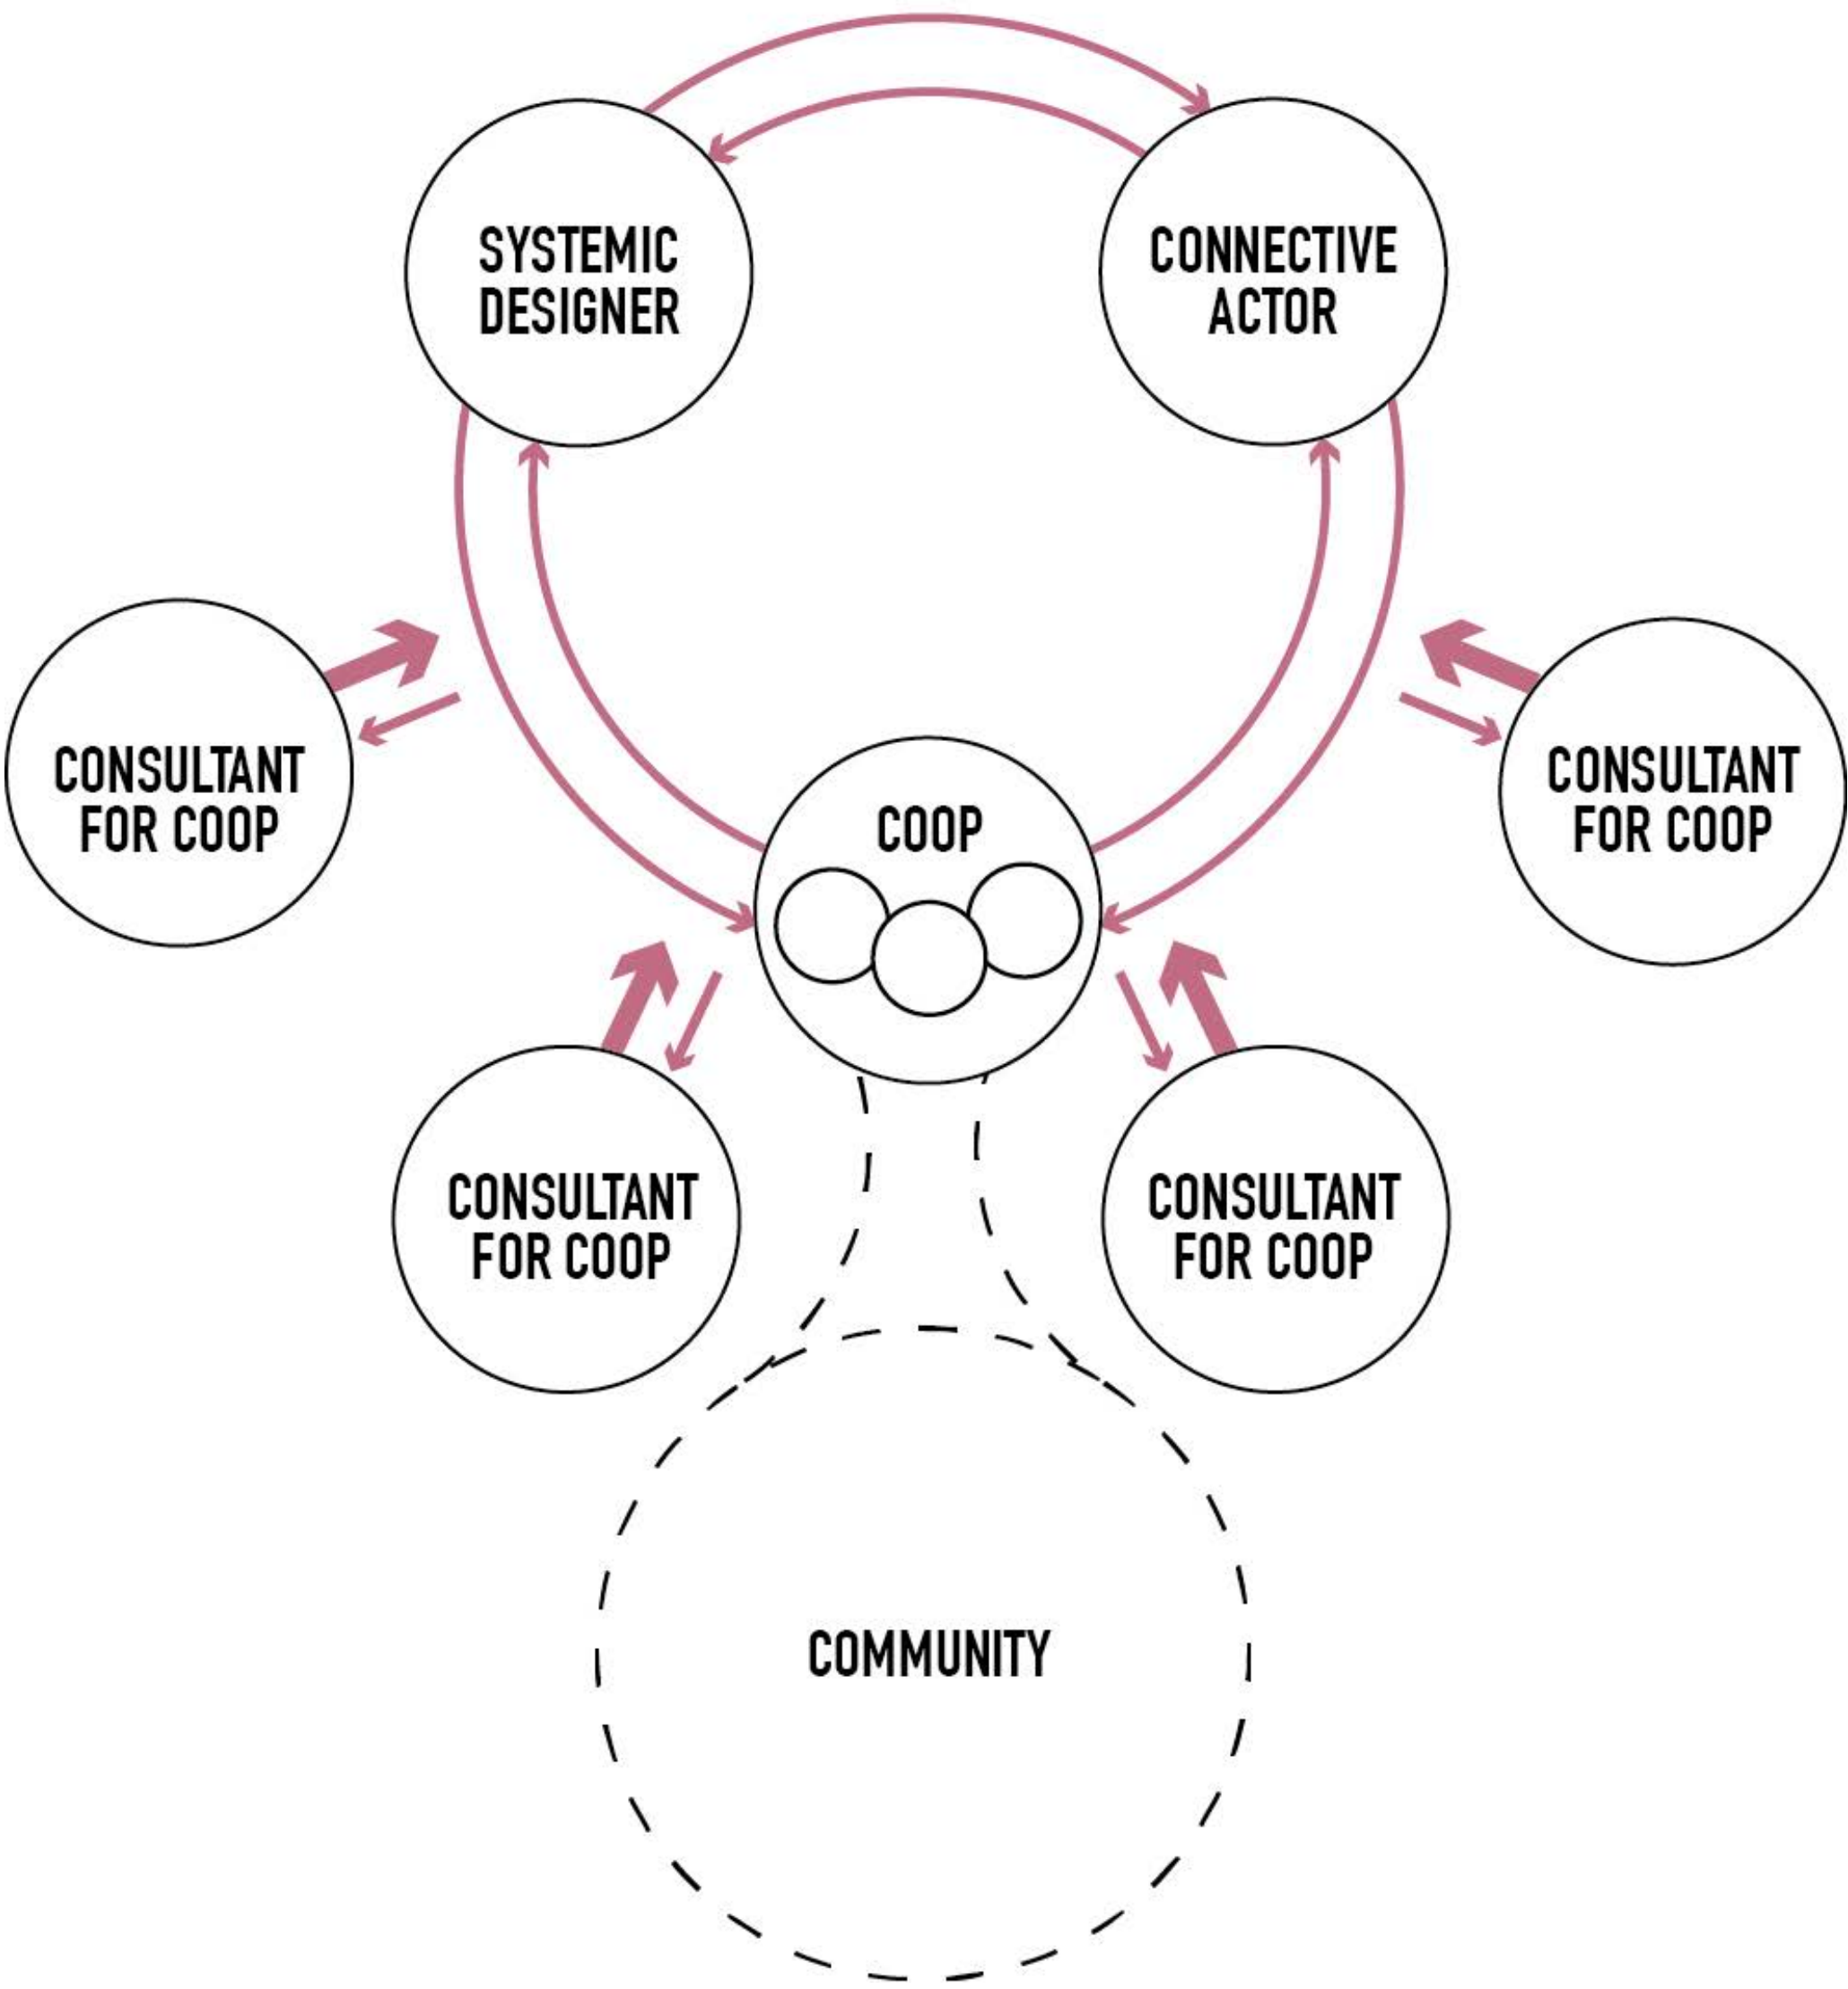 SYSTEMIC
DESIGNER
CONNECTIVE
ACTOR
CONSULTANT
FOR COOP
COOP
CONSULTANT
FOR COOP
CONSULTANT
FOR COOP
CONSULTANT
FOR COOP
COMMUNITY